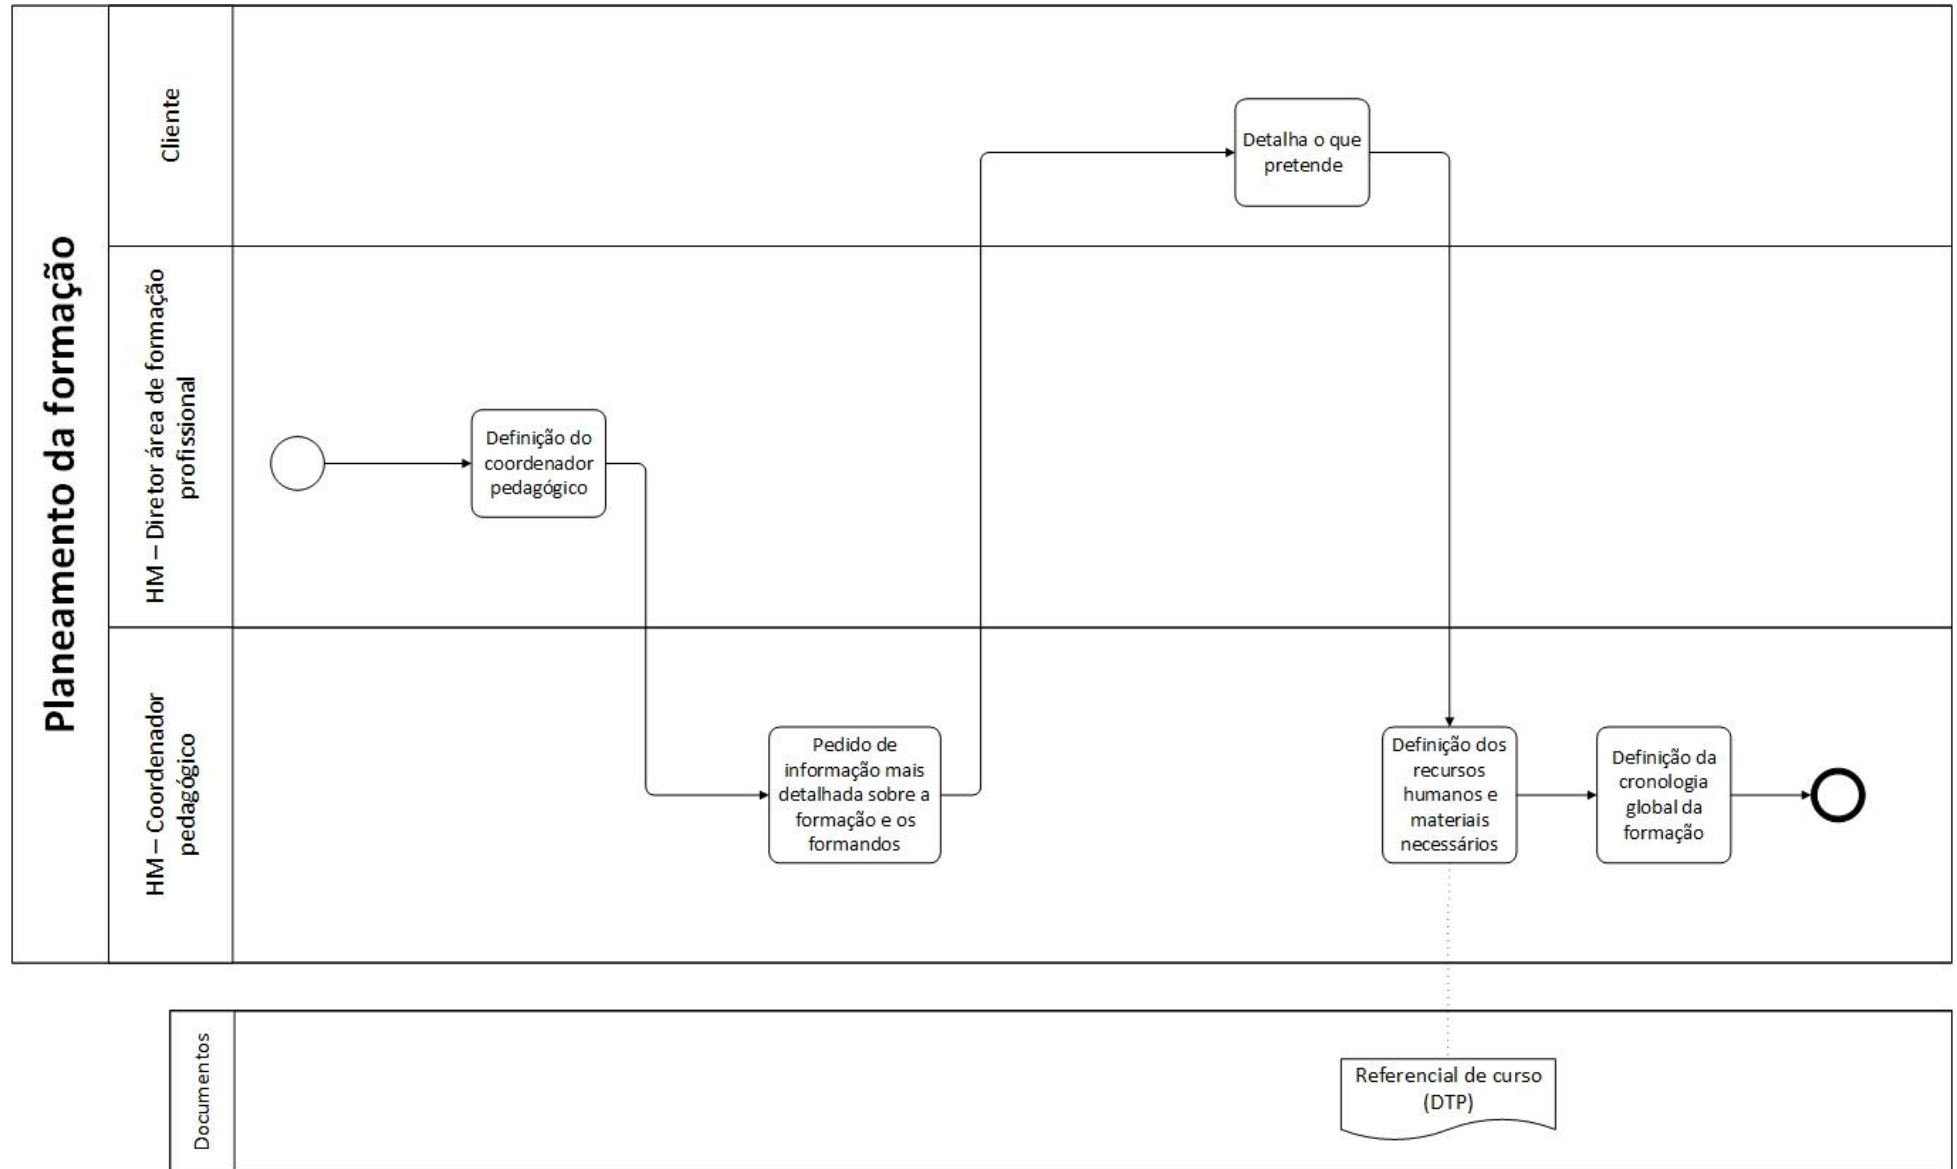 Planeamento da formação
Cliente
Detalha o que
pretende
HM – Diretor área de formação
profissional
Definição do
coordenador
pedagógico
HM – Coordenador
pedagógico
Pedido de
informação mais
detalhada sobre a
formação e os
formandos
Definição dos
recursos
humanos e
materiais
necessários
Definição da
cronologia
global da
formação
Documentos
Referencial de curso
(DTP)